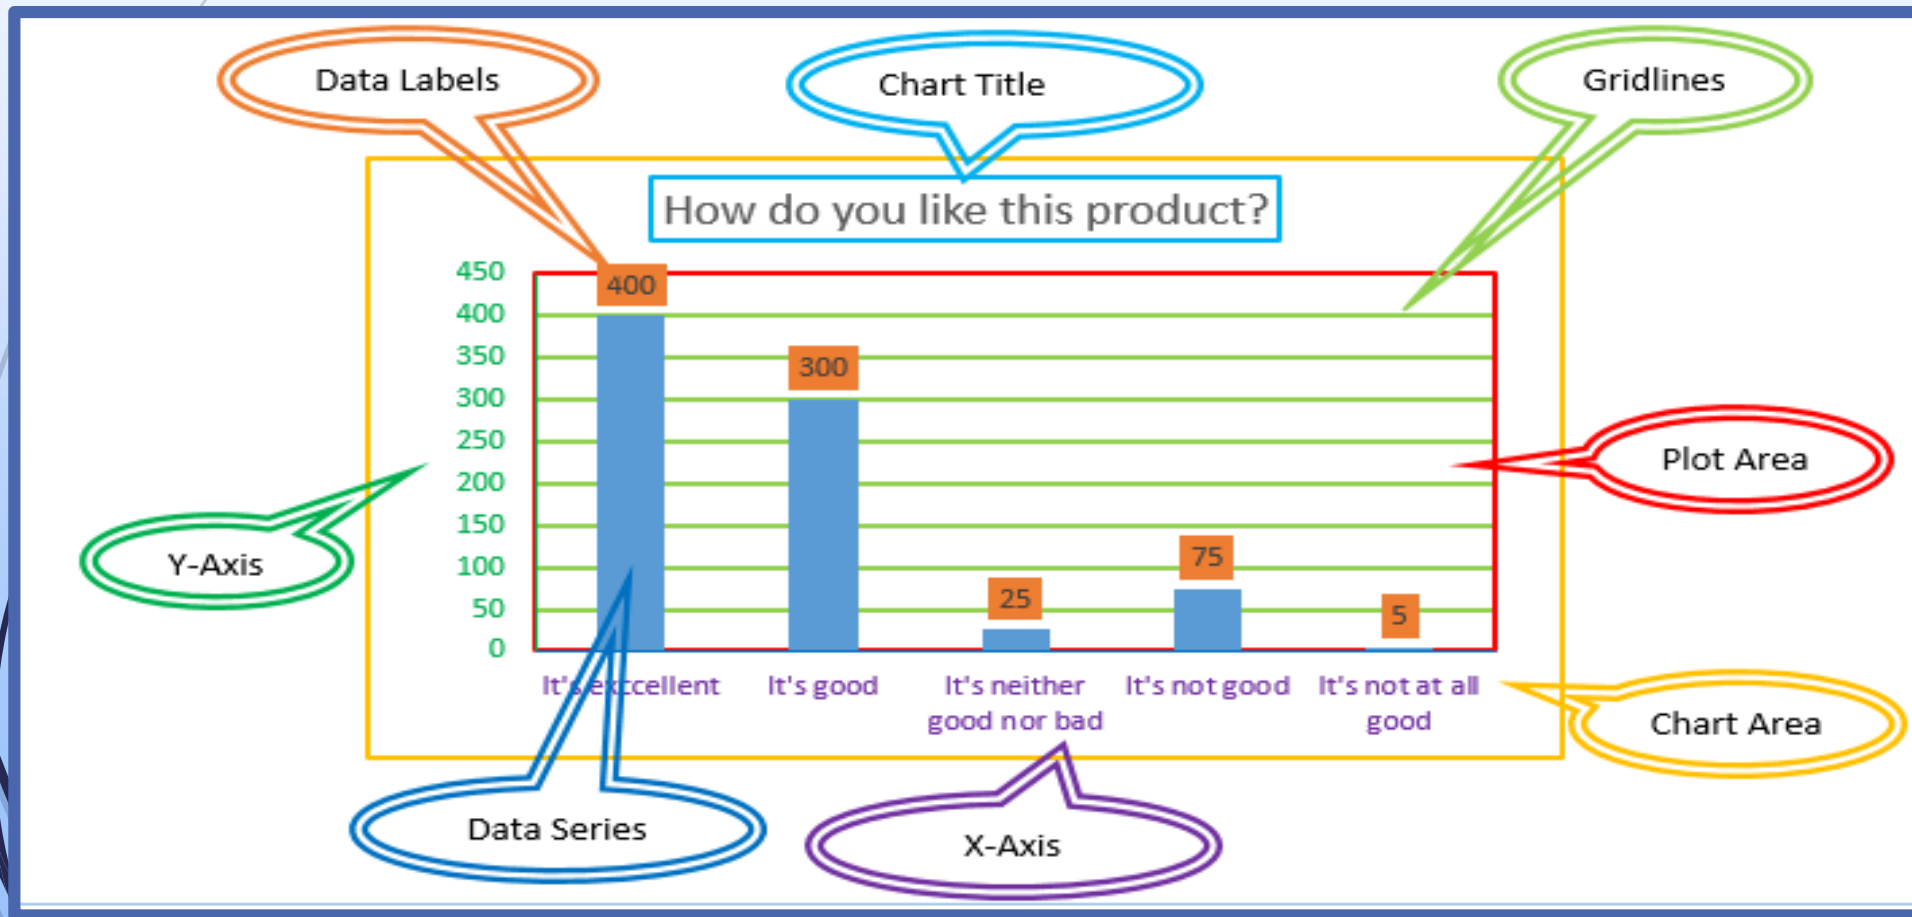 Data Labels
Chart Title
Gridlines
How do you like this product?
450
400
350
300
250
200
150
100
50
0
400
300
25
75
5
Plot Area
Y-Axis
It's exccellent
It's good
It's neither
good nor bad
It's not good
It's not at all
good
Chart Area
Data Series
X-Axis